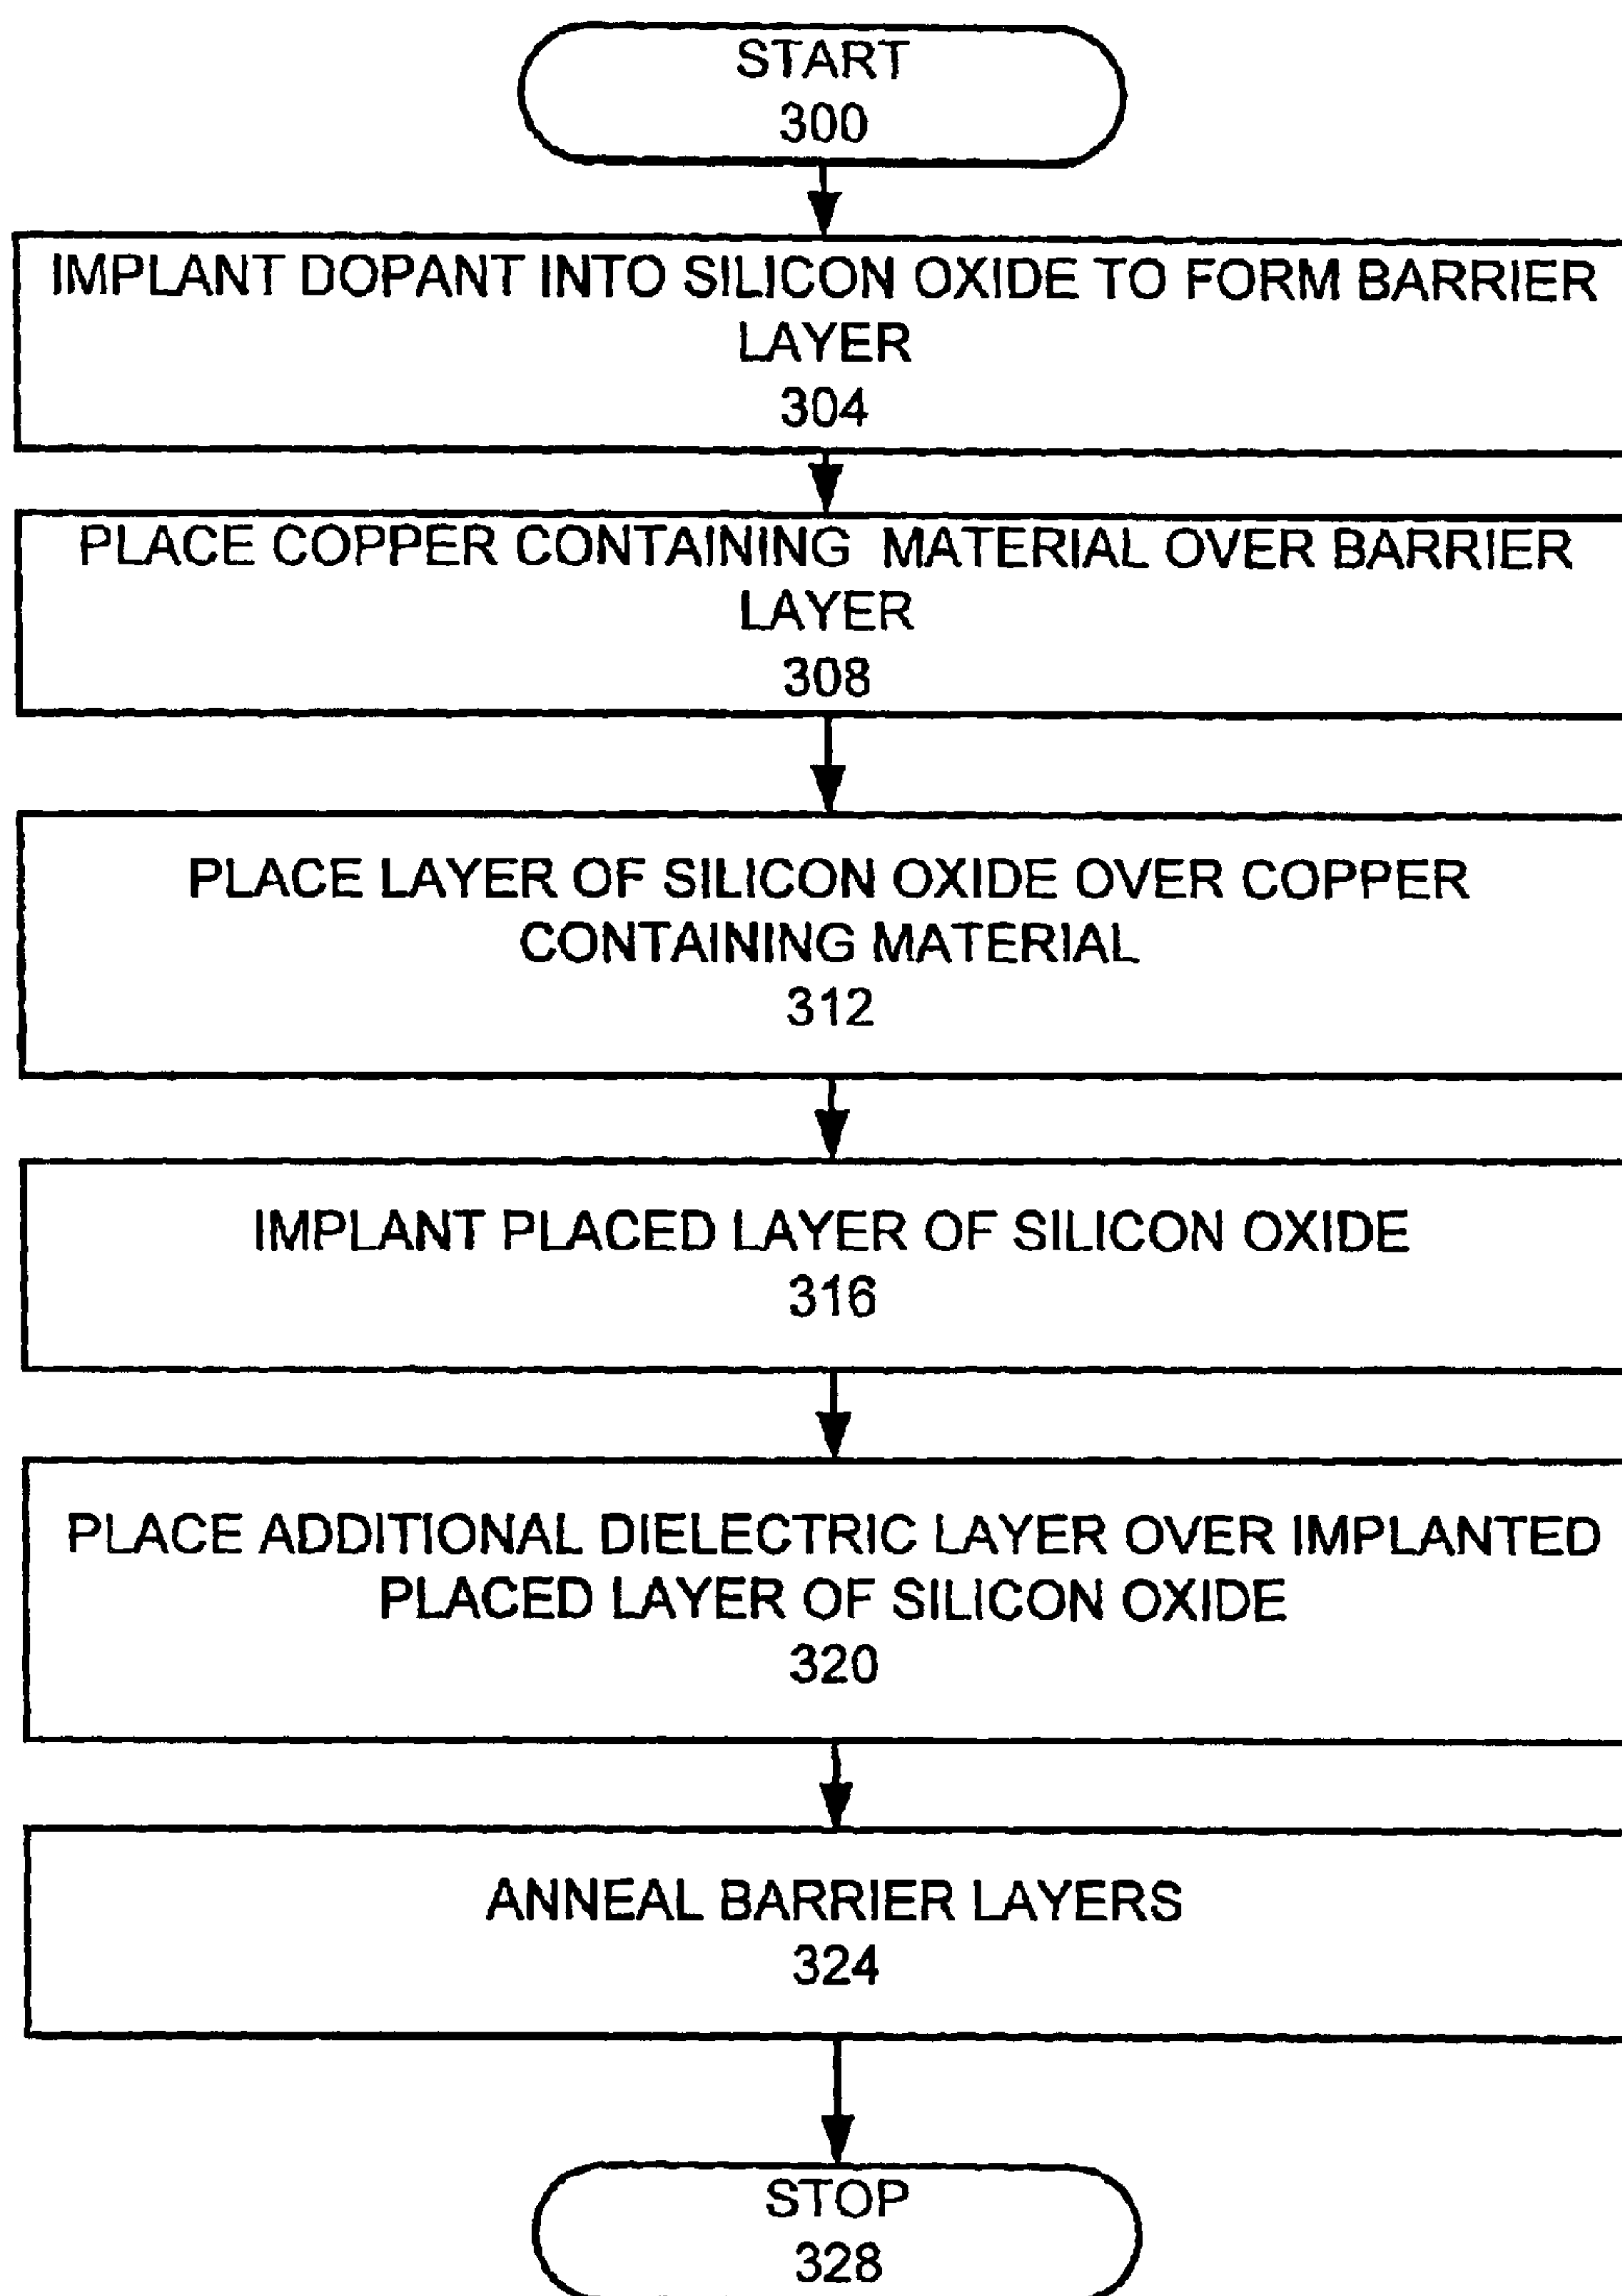 START
300
IMPLANT DOPANT INTO SILICON OXIDE TO FORM BARRIER
LAYER
304
PLACE COPPER CONTAINING MATERIAL OVER BARRIER
LAYER
308
PLACE LAYER OF SILICON OXIDE OVER COPPER
CONTAINING MATERIAL
312
IMPLANT PLACED LAYER OF SILICON OXIDE
316
PLACE ADDITIONAL DIELECTRIC LAYER OVER IMPLANTED
PLACED LAYER OF SILICON OXIDE
320
ANNEAL BARRIER LAYERS
324
STOP
328